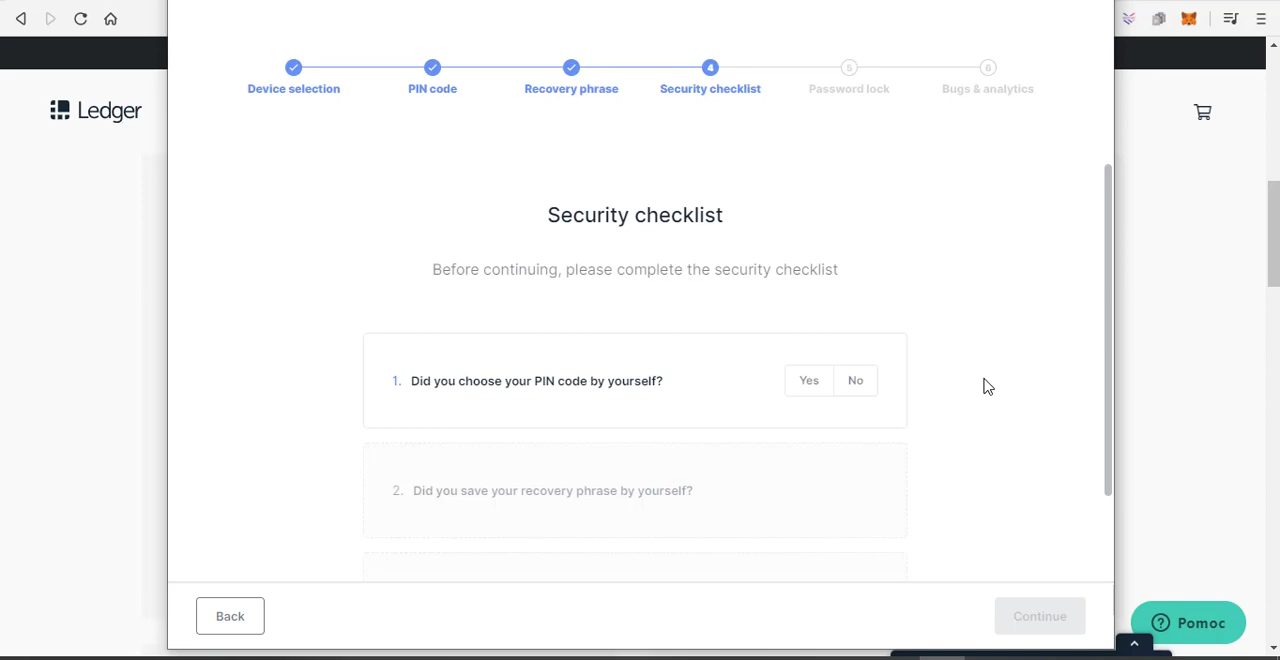 Device selection
PIN code
Recovery phrase
4
Security checklist
5
Password lock
6
Bugs & analytics
Ledger
Security checklist
Before continuing, please complete the security checklist
1. Did you choose your PIN code by yourself?
Yes
No
2. Did you save your recovery phrase by yourself?
Back
Continue
? Pomoc